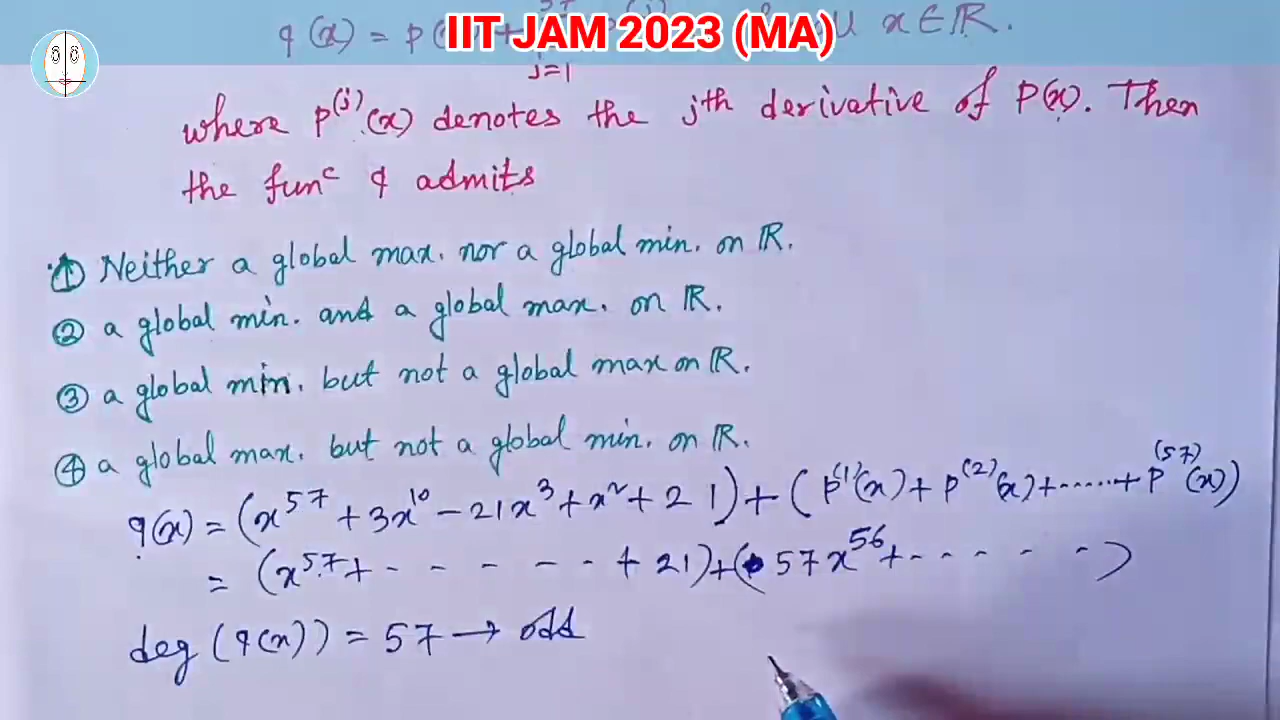 IIT JAM 2023 (MA)
q(x) = p( x∈ℝ.
j=1
where p^(j)(x) denotes the jth derivative of P(x). Then
the func q admits
① Neither a global max. nor a global min. on ℝ.
② a global min. and a global max. on ℝ.
③ a global min. but not a global max on ℝ.
④ a global max. but not a global min. on ℝ.
q(x) = (x^57 + 3x^10 - 21x^3 + x^2 + 21) + (p^(1)(x) + p^(2)(x) + ...... + p^(57)(x))
= (x^57 + - - - - - - + 21) + (57x^56 + - - - - - )
deg (q(x)) = 57 → odd